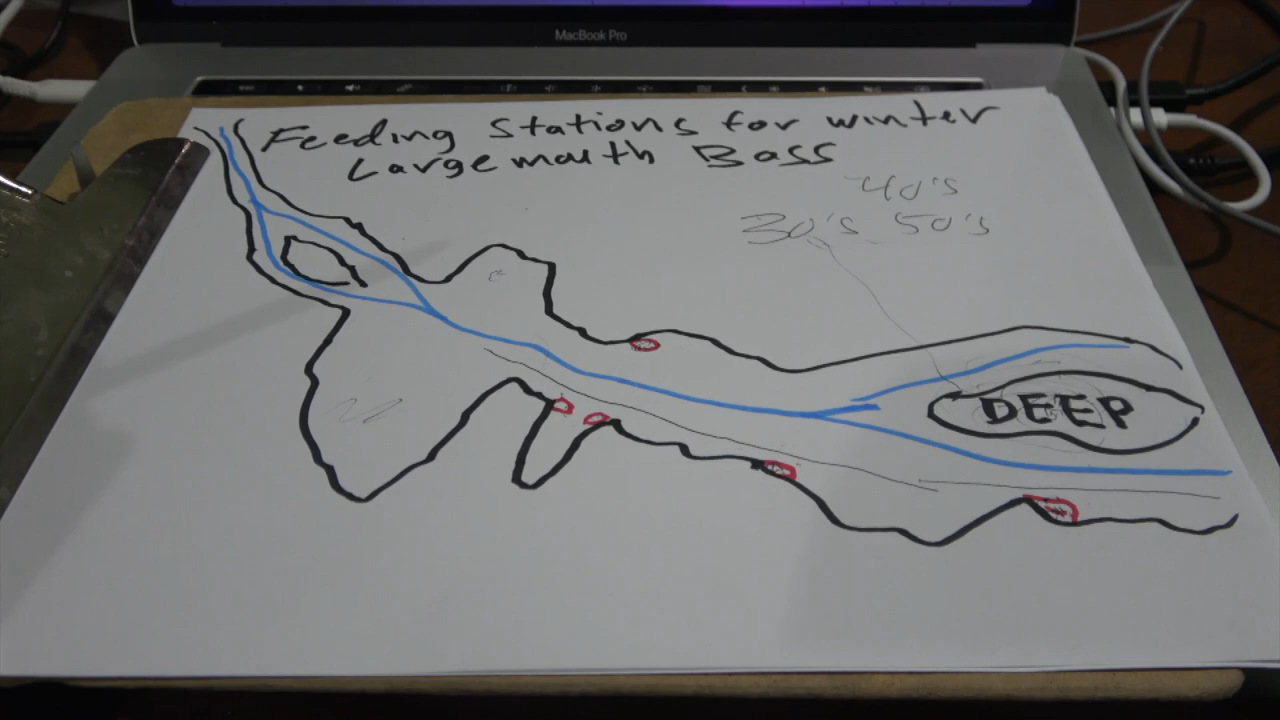 MacBook Pro
Feeding Stations for winter
Largemouth Bass
40's
30's 50's
DEEP